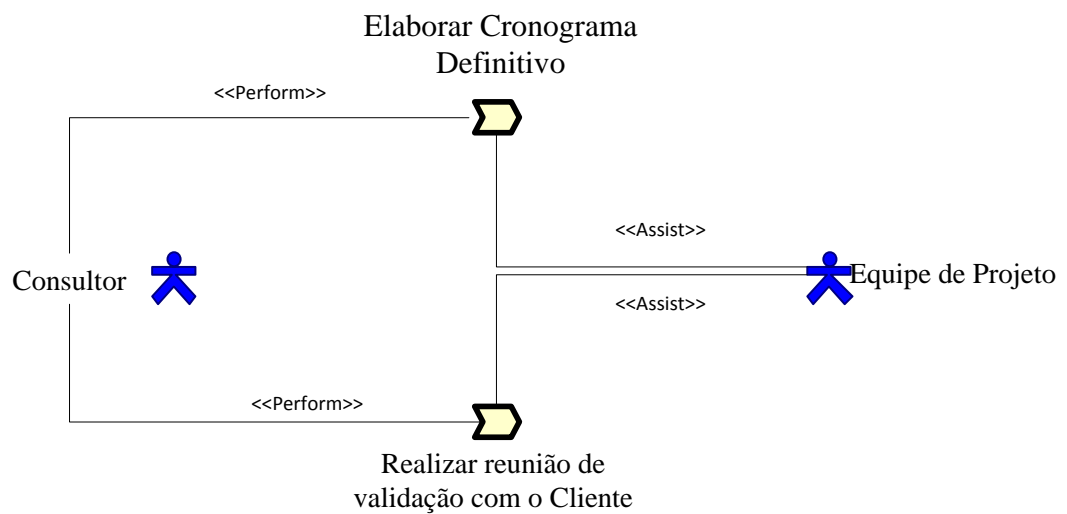 Elaborar Cronograma
Definitivo
<<Perform>>
<<Assist>>
Consultor
Equipe de Projeto
<<Assist>>
<<Perform>>
Realizar reunião de
validação com o Cliente